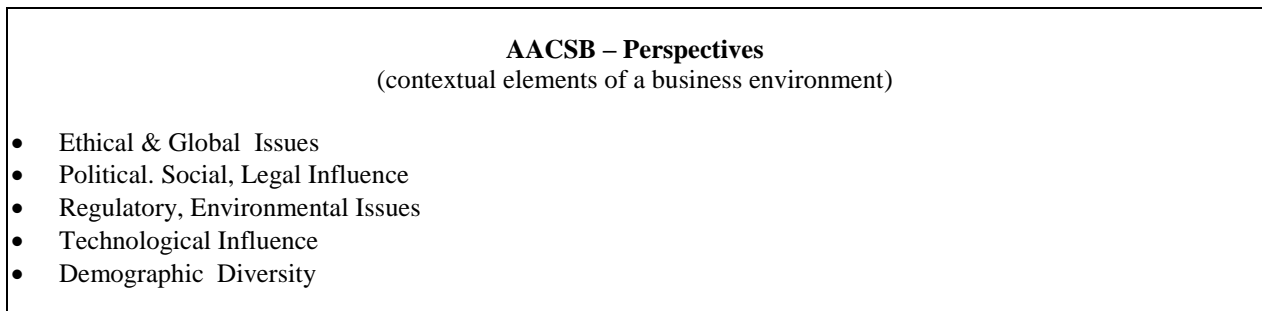 AACSB – Perspectives
(contextual elements of a business environment)
• Ethical & Global Issues
• Political. Social, Legal Influence
• Regulatory, Environmental Issues
• Technological Influence
• Demographic Diversity